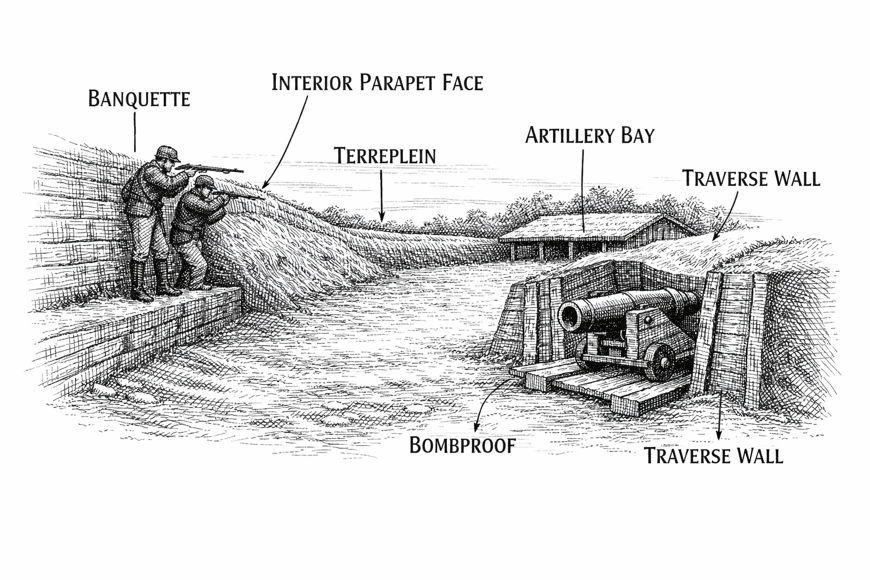 BANQUETTE
INTERIOR PARAPET FACE
TERREPLEIN
ARTILLERY BAY
TRAVERSE WALL
BOMBPROOF
TRAVERSE WALL